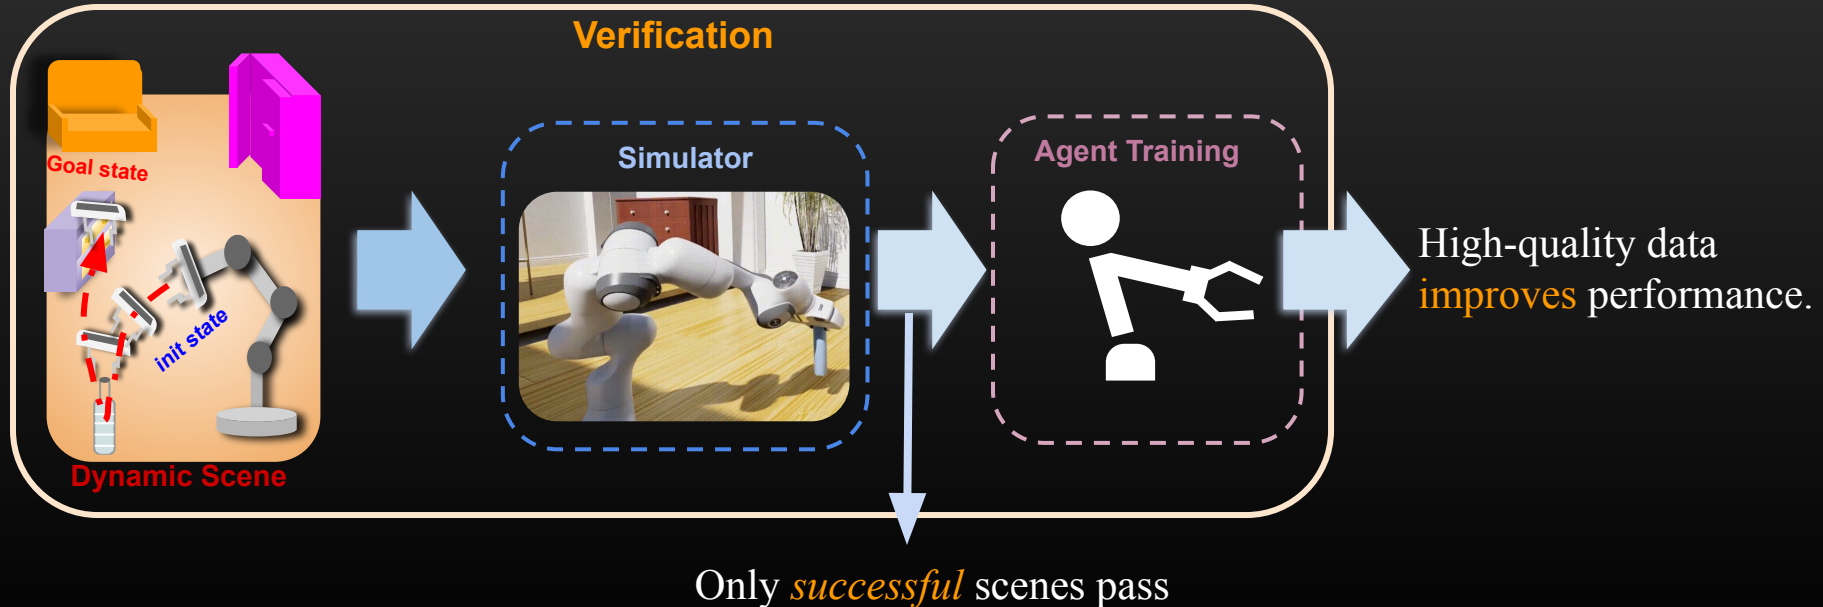 Verification
Goal state
init state
Dynamic Scene
Simulator
Agent Training
High-quality data
improves performance.
Only successful scenes pass